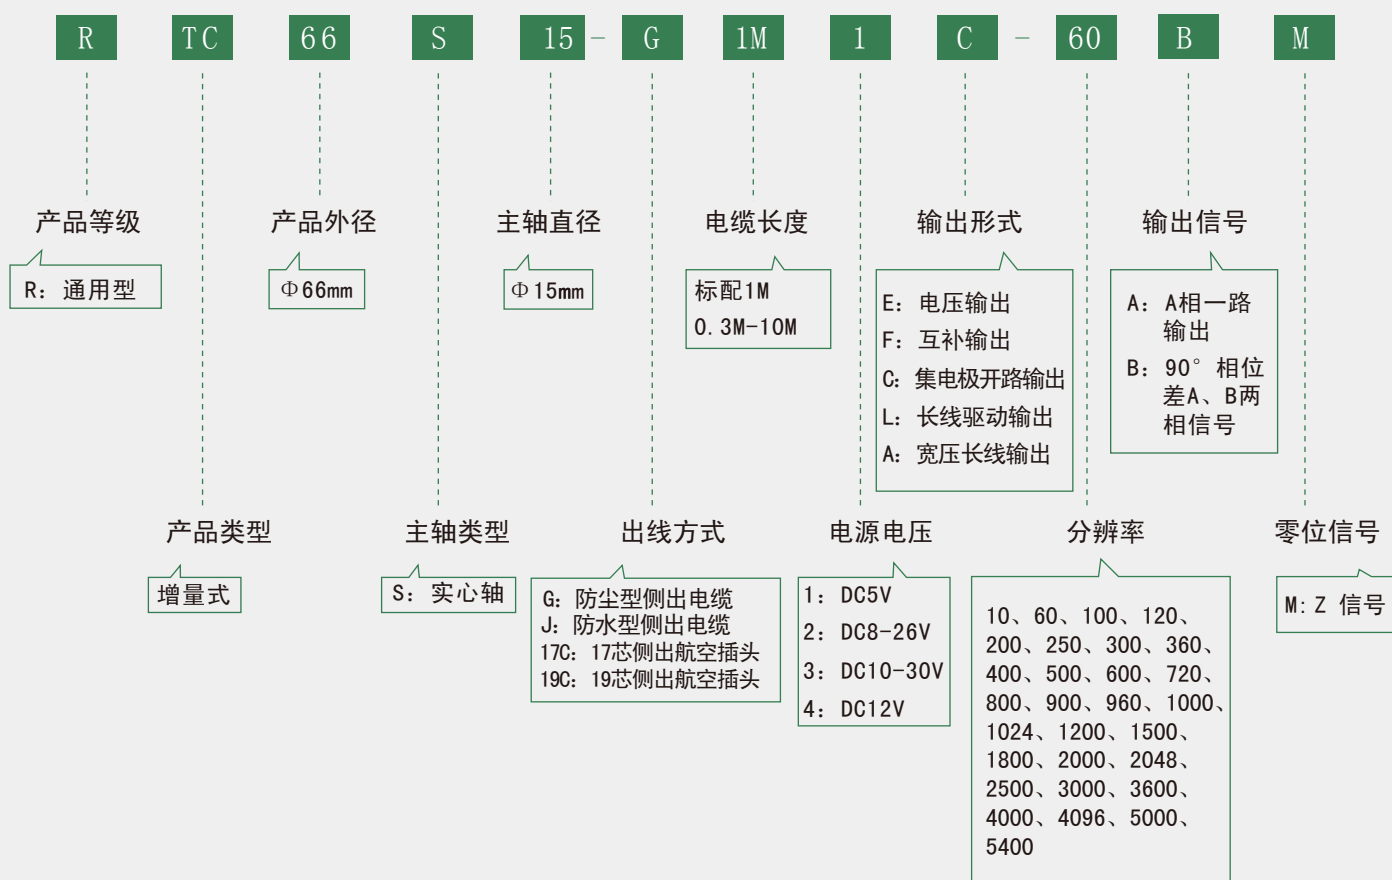 R TC 66 S 15 - G 1M 1 C - 60 B M
产品等级
R：通用型
产品外径
Φ66mm
主轴直径
Φ15mm
电缆长度
标配1M
0.3M-10M
输出形式
E：电压输出
F：互补输出
C：集电极开路输出
L：长线驱动输出
A：宽压长线输出
输出信号
A：A相一路
输出
B：90°相位
差A、B两
相信号
产品类型
增量式
主轴类型
S：实心轴
出线方式
G：防尘型侧出电缆
J：防水型侧出电缆
17C：17芯侧出航空插头
19C：19芯侧出航空插头
电源电压
1：DC5V
2：DC8-26V
3：DC10-30V
4：DC12V
分辨率
10、60、100、120、
200、250、300、360、
400、500、600、720、
800、900、960、1000、
1024、1200、1500、
1800、2000、2048、
2500、3000、3600、
4000、4096、5000、
5400
零位信号
M:Z 信号